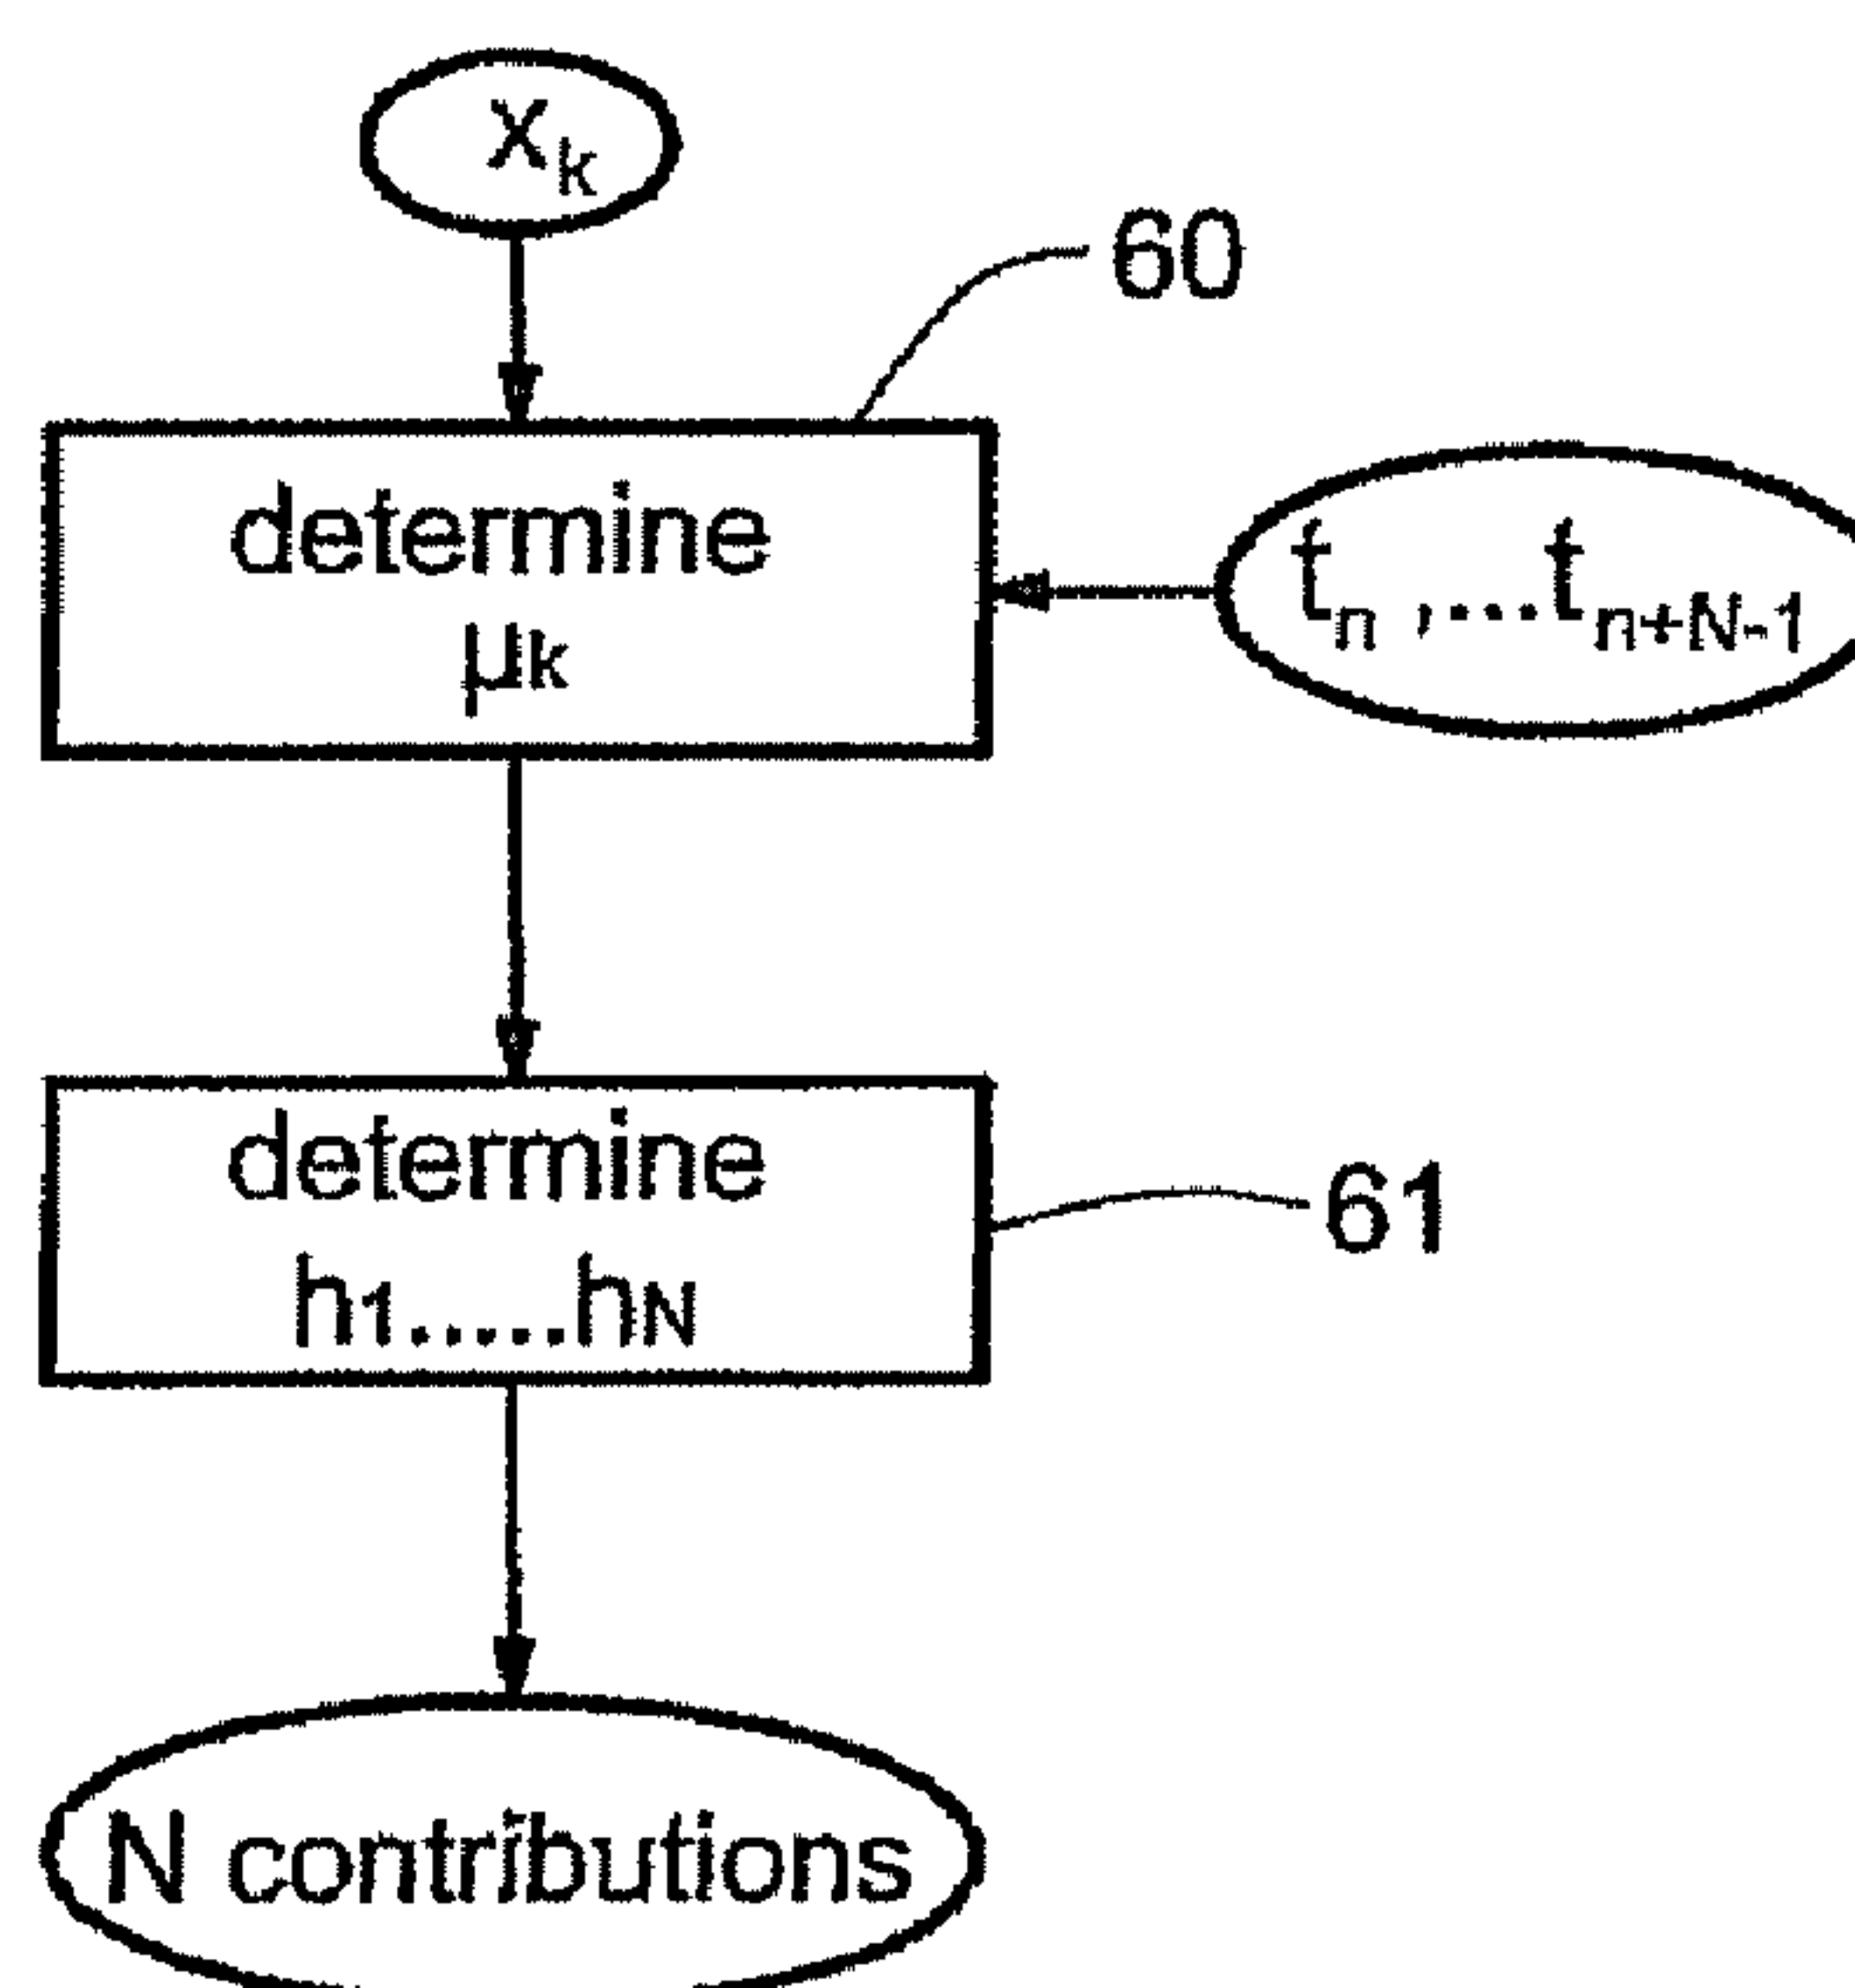 xk
60
determine
µk
tn ,...tn+N-1
determine
h1.....hN
61
N contributions